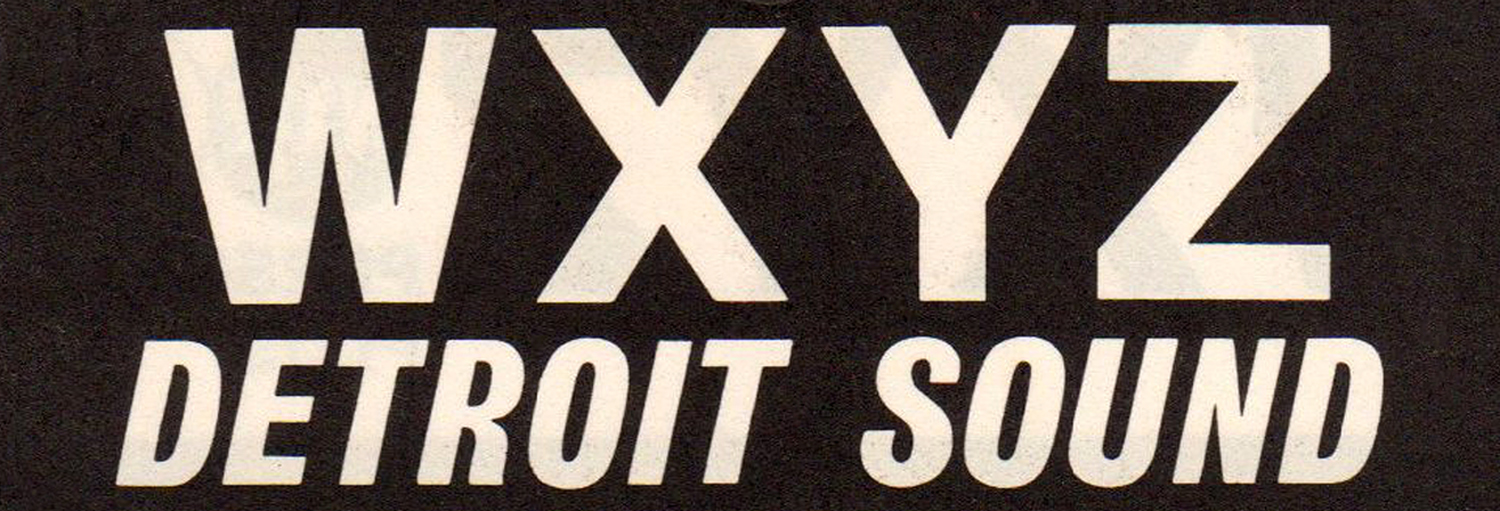 WXYZ
DETROIT SOUND